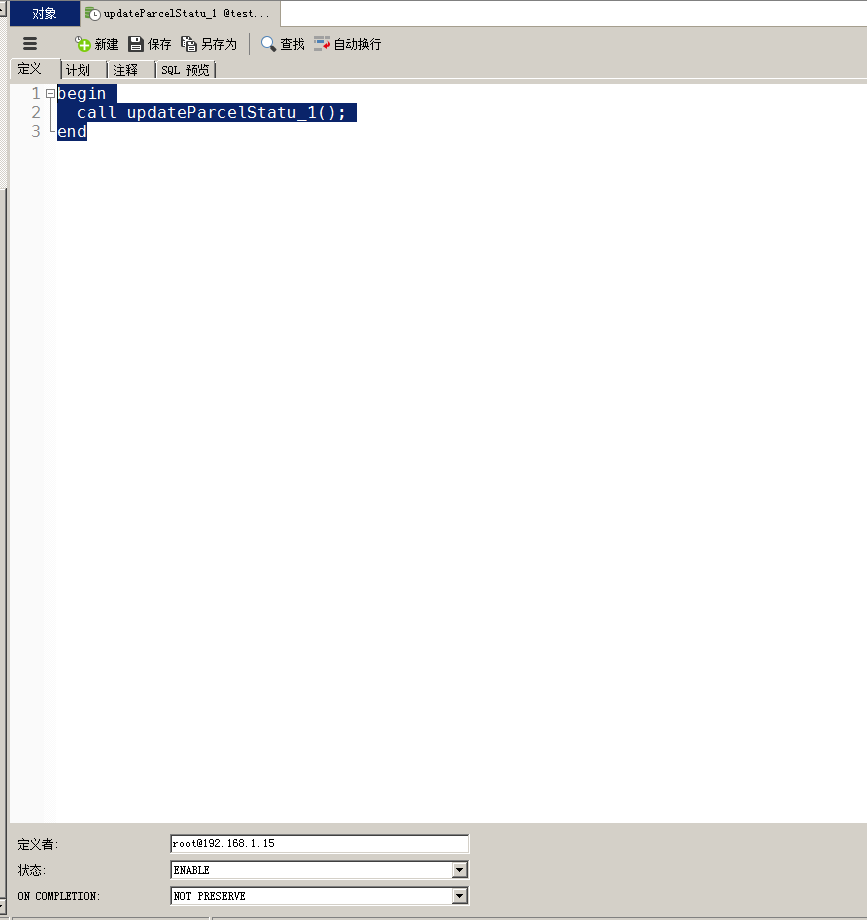 对象 updateParcelStatu_1 @test...
新建 保存 另存为 查找 自动换行
定义 计划 注释 SQL 预览
1 begin
2 call updateParcelStatu_1();
3 end
定义者: root@192.168.1.15
状态: ENABLE
ON COMPLETION: NOT PRESERVE